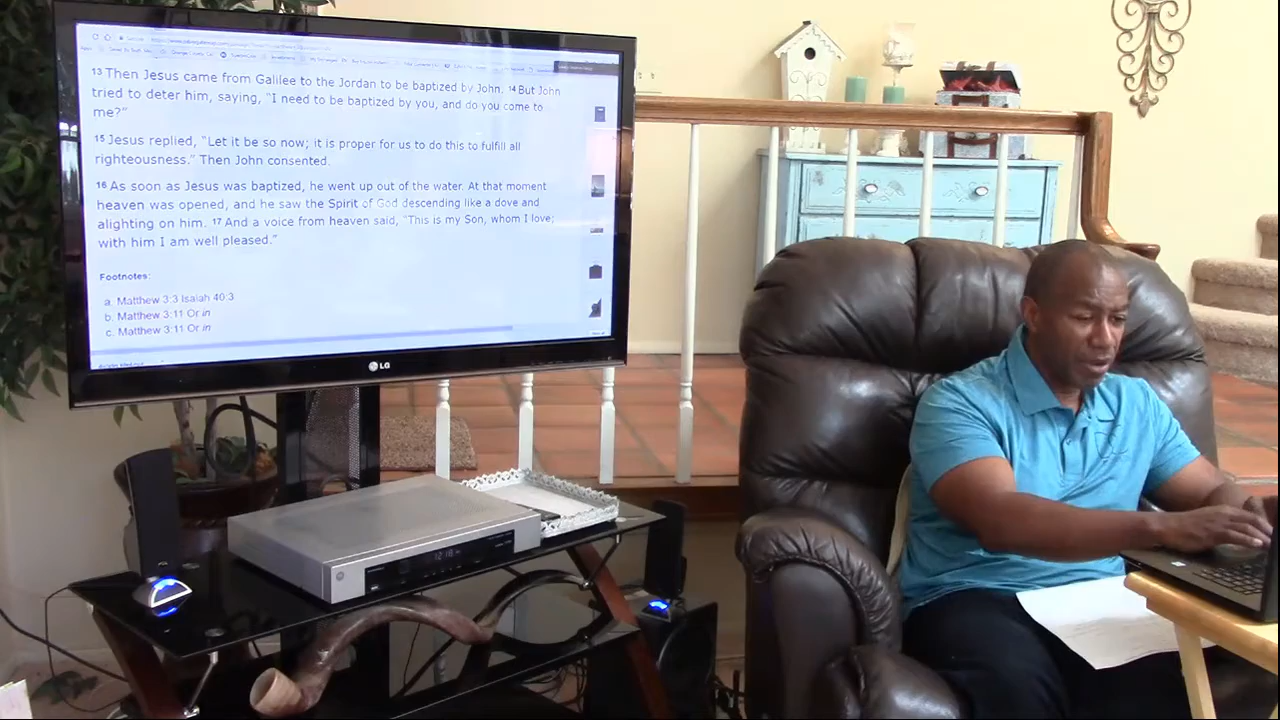 13 Then Jesus came from Galilee to the Jordan to be baptized by John. 14 But John
tried to deter him, saying, “I need to be baptized by you, and do you come to
me?”
15 Jesus replied, “Let it be so now; it is proper for us to do this to fulfill all
righteousness.” Then John consented.
16 As soon as Jesus was baptized, he went up out of the water. At that moment
heaven was opened, and he saw the Spirit of God descending like a dove and
alighting on him. 17 And a voice from heaven said, “This is my Son, whom I love;
with him I am well pleased.”
Footnotes:
a. Matthew 3:3 Isaiah 40:3
b. Matthew 3:11 Or in
c. Matthew 3:11 Or in
LG